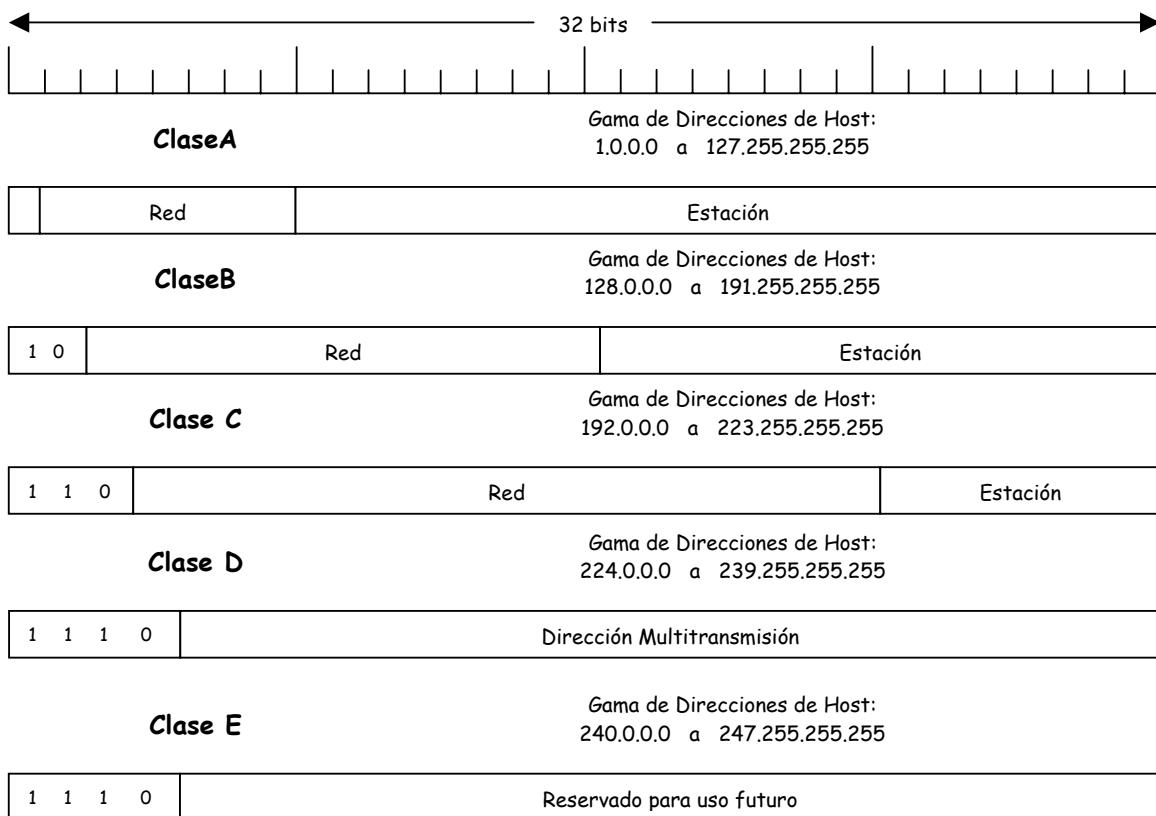 32 bits
ClaseA
Gama de Direcciones de Host:
1.0.0.0 a 127.255.255.255
Red Estación
ClaseB
Gama de Direcciones de Host:
128.0.0.0 a 191.255.255.255
1 0 Red Estación
Clase C
Gama de Direcciones de Host:
192.0.0.0 a 223.255.255.255
1 1 0 Red Estación
Clase D
Gama de Direcciones de Host:
224.0.0.0 a 239.255.255.255
1 1 1 0 Dirección Multitransmisión
Clase E
Gama de Direcciones de Host:
240.0.0.0 a 247.255.255.255
1 1 1 0 Reservado para uso futuro